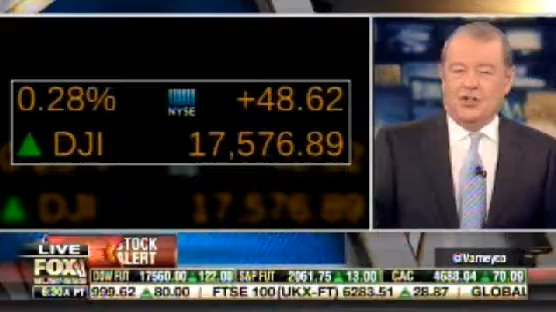 0.28% NYSE +48.62
▲ DJI 17,576.89
DJI 17,576.89
STOCK
LIVE ALERT
@Varneyco
FOX
BUSINESS
DOW FUT 17560.00 ▲ 122.00 S&P FUT 2061.75 ▲ 13.00 CAC 4688.04 ▲ 70.09
999.62 ▲ 80.00 FTSE 100(UKX-FT) 6283.51 ▲ 28.87 GLOBAL